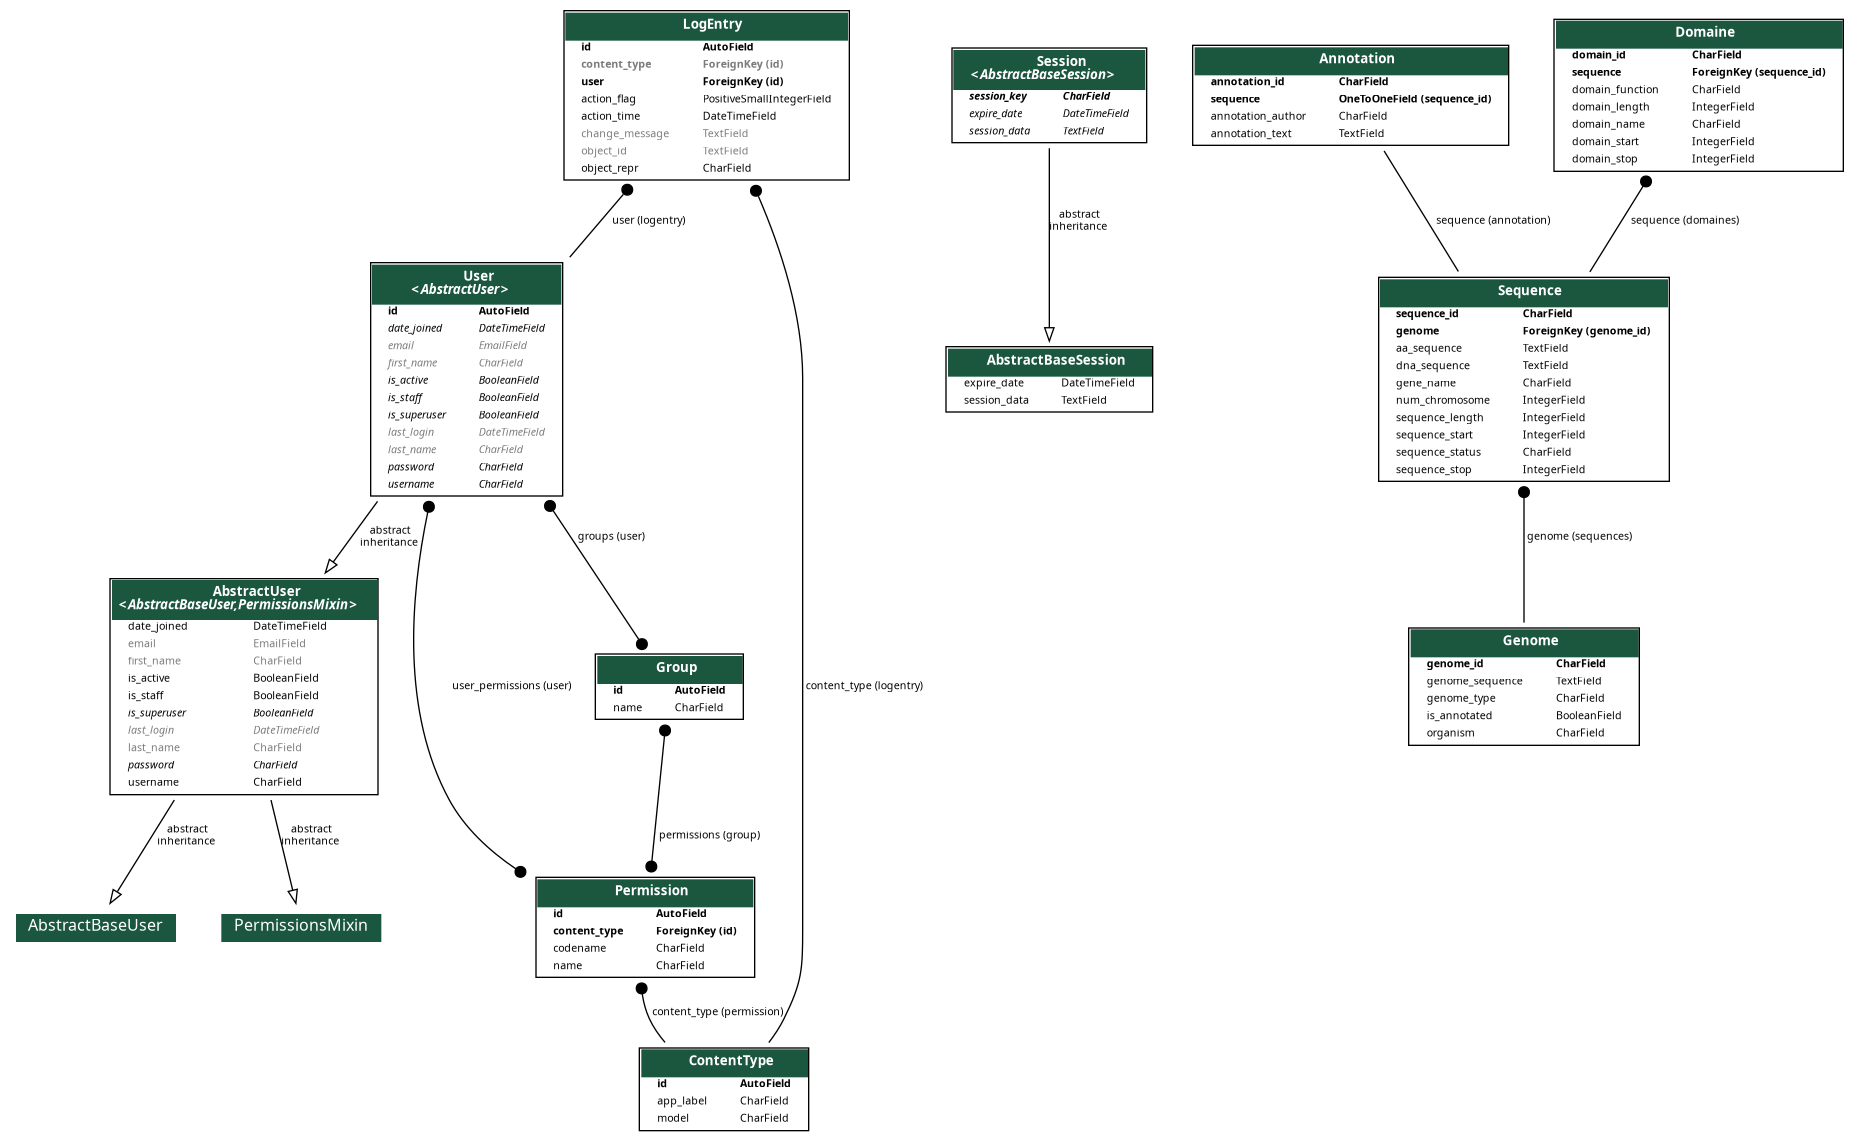 LogEntry
id AutoField
content_type ForeignKey (id)
user ForeignKey (id)
action_flag PositiveSmallIntegerField
action_time DateTimeField
change_message TextField
object_id TextField
object_repr CharField
Session
<AbstractBaseSession>
session_key CharField
expire_date DateTimeField
session_data TextField
Annotation
annotation_id CharField
sequence OneToOneField (sequence_id)
annotation_author CharField
annotation_text TextField
Domaine
domain_id CharField
sequence ForeignKey (sequence_id)
domain_function CharField
domain_length IntegerField
domain_name CharField
domain_start IntegerField
domain_stop IntegerField
user (logentry)
abstract
inheritance
sequence (annotation)
sequence (domaines)
User
<AbstractUser>
id AutoField
date_joined DateTimeField
email EmailField
first_name CharField
is_active BooleanField
is_staff BooleanField
is_superuser BooleanField
last_login DateTimeField
last_name CharField
password CharField
username CharField
AbstractBaseSession
expire_date DateTimeField
session_data TextField
Sequence
sequence_id CharField
genome ForeignKey (genome_id)
aa_sequence TextField
dna_sequence TextField
gene_name CharField
num_chromosome IntegerField
sequence_length IntegerField
sequence_start IntegerField
sequence_status CharField
sequence_stop IntegerField
abstract
inheritance
groups (user)
genome (sequences)
AbstractUser
<AbstractBaseUser,PermissionsMixin>
date_joined DateTimeField
email EmailField
first_name CharField
is_active BooleanField
is_staff BooleanField
is_superuser BooleanField
last_login DateTimeField
last_name CharField
password CharField
username CharField
user_permissions (user)
Group
id AutoField
name CharField
content_type (logentry)
Genome
genome_id CharField
genome_sequence TextField
genome_type CharField
is_annotated BooleanField
organism CharField
abstract
inheritance
abstract
inheritance
permissions (group)
AbstractBaseUser
PermissionsMixin
Permission
id AutoField
content_type ForeignKey (id)
codename CharField
name CharField
content_type (permission)
ContentType
id AutoField
app_label CharField
model CharField